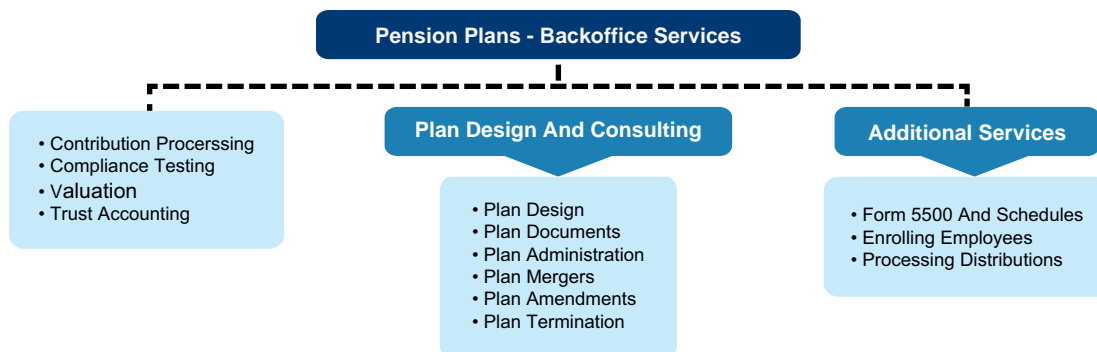 Pension Plans - Backoffice Services
• Contribution Procerssing
• Compliance Testing
• Valuation
• Trust Accounting
Plan Design And Consulting
• Plan Design
• Plan Documents
• Plan Administration
• Plan Mergers
• Plan Amendments
• Plan Termination
Additional Services
• Form 5500 And Schedules
• Enrolling Employees
• Processing Distributions